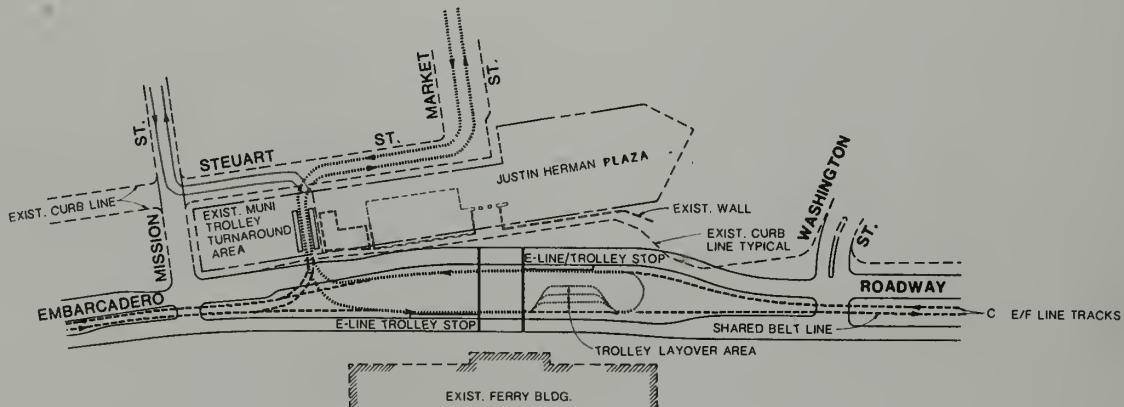 MARKET
ST.
ST.
STEUART
ST.
JUSTIN HERMAN PLAZA
WASHINGTON
ST.
EXIST. CURB LINE
MISSION
EXIST. MUNI
TROLLEY
TURNAROUND
AREA
EXIST. WALL
EXIST. CURB
LINE TYPICAL
E-LINE/TROLLEY STOP
ROADWAY
EMBARCADERO
E-LINE TROLLEY STOP
SHARED BELT LINE
C E/F LINE TRACKS
TROLLEY LAYOVER AREA
EXIST. FERRY BLDG.